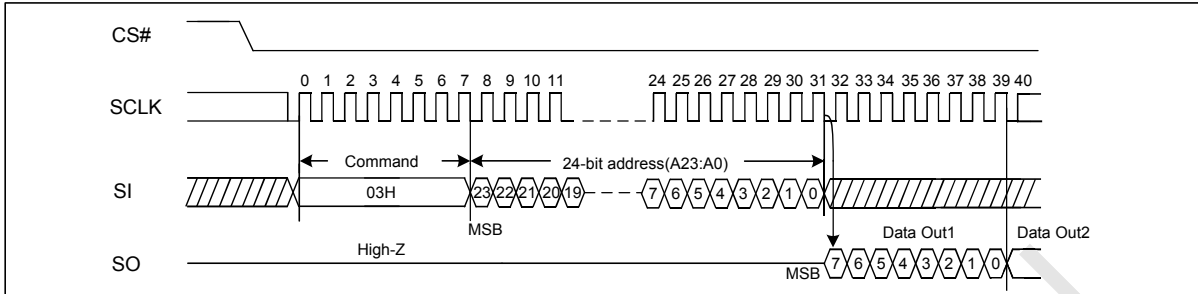 CS#
0 1 2 3 4 5 6 7 8 9 10 11 24 25 26 27 28 29 30 31 32 33 34 35 36 37 38 39 40
SCLK
Command 24-bit address(A23:A0)
SI 03H 23 22 21 20 19 7 6 5 4 3 2 1 0
MSB
High-Z Data Out1 Data Out2
SO MSB 7 6 5 4 3 2 1 0